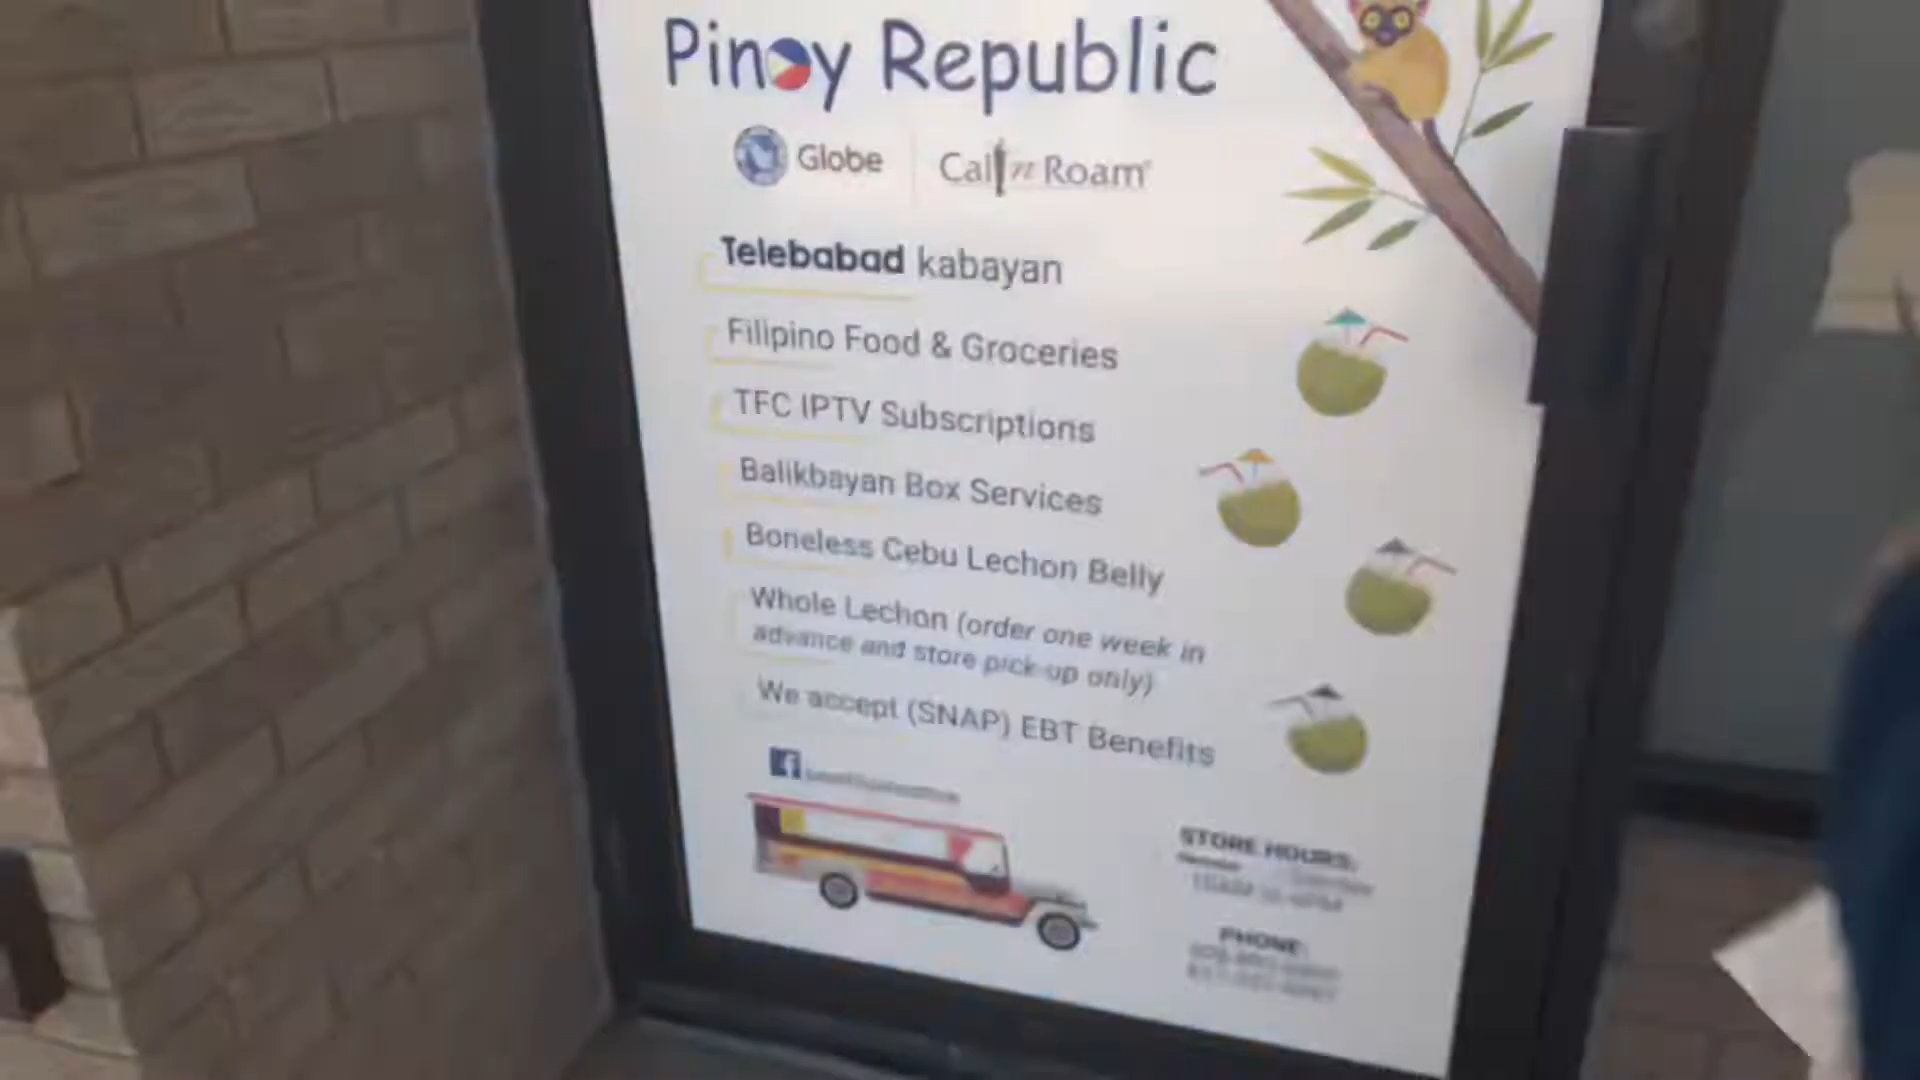 Pinoy Republic
Globe
Call n Roam
Telebabad kabayan
Filipino Food & Groceries
TFC IPTV Subscriptions
Balikbayan Box Services
Boneless Cebu Lechon Belly
Whole Lechon (order one week in
advance and store pick-up only)
We accept (SNAP) EBT Benefits
STORE HOURS:
PHONE: